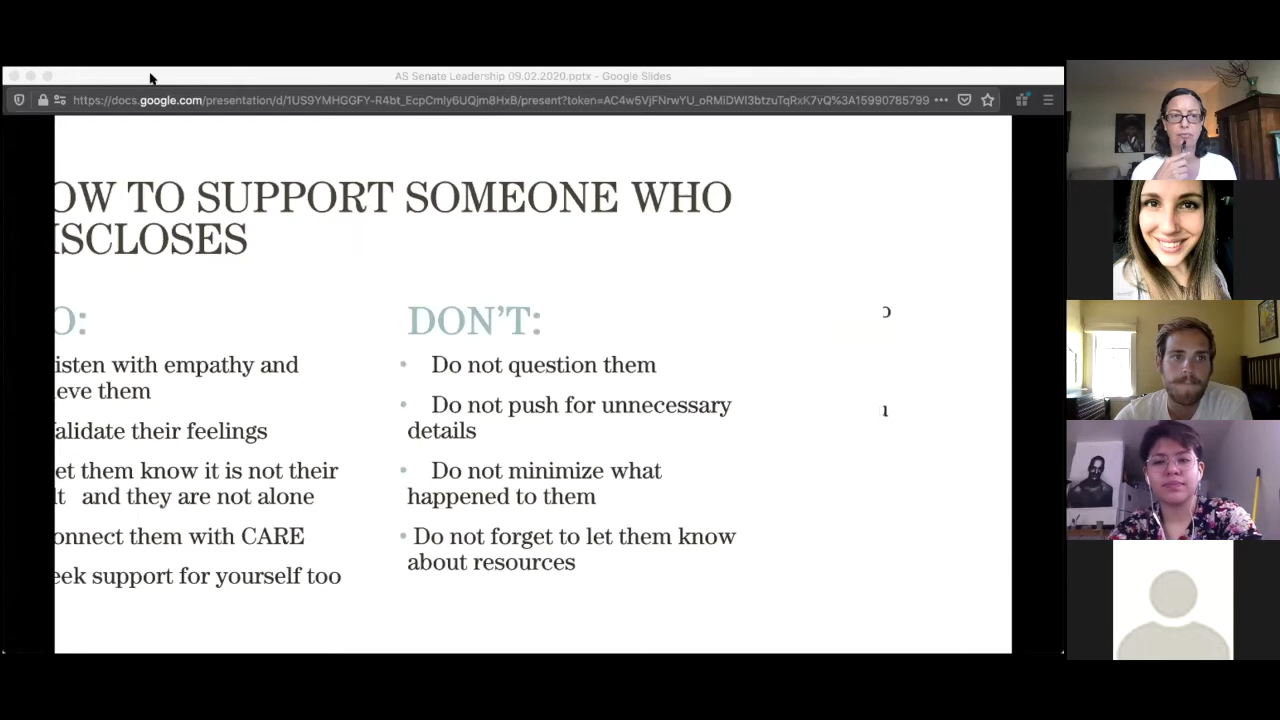 AS Senate Leadership 09.02.2020.pptx - Google Slides
https://docs.google.com/presentation/d/1US9YMHGGFY-R4bt_EcpCmIy6UQjm8HxB/present?token=AC4w5VjFNrwYU_oRMiDWI3btzuTqRxK7vQ%3A15990785799
OW TO SUPPORT SOMEONE WHO
ISCLOSES
O:
isten with empathy and
ieve them
alidate their feelings
et them know it is not their
lt and they are not alone
onnect them with CARE
eek support for yourself too
DON'T:
• Do not question them
• Do not push for unnecessary
details
• Do not minimize what
happened to them
• Do not forget to let them know
about resources